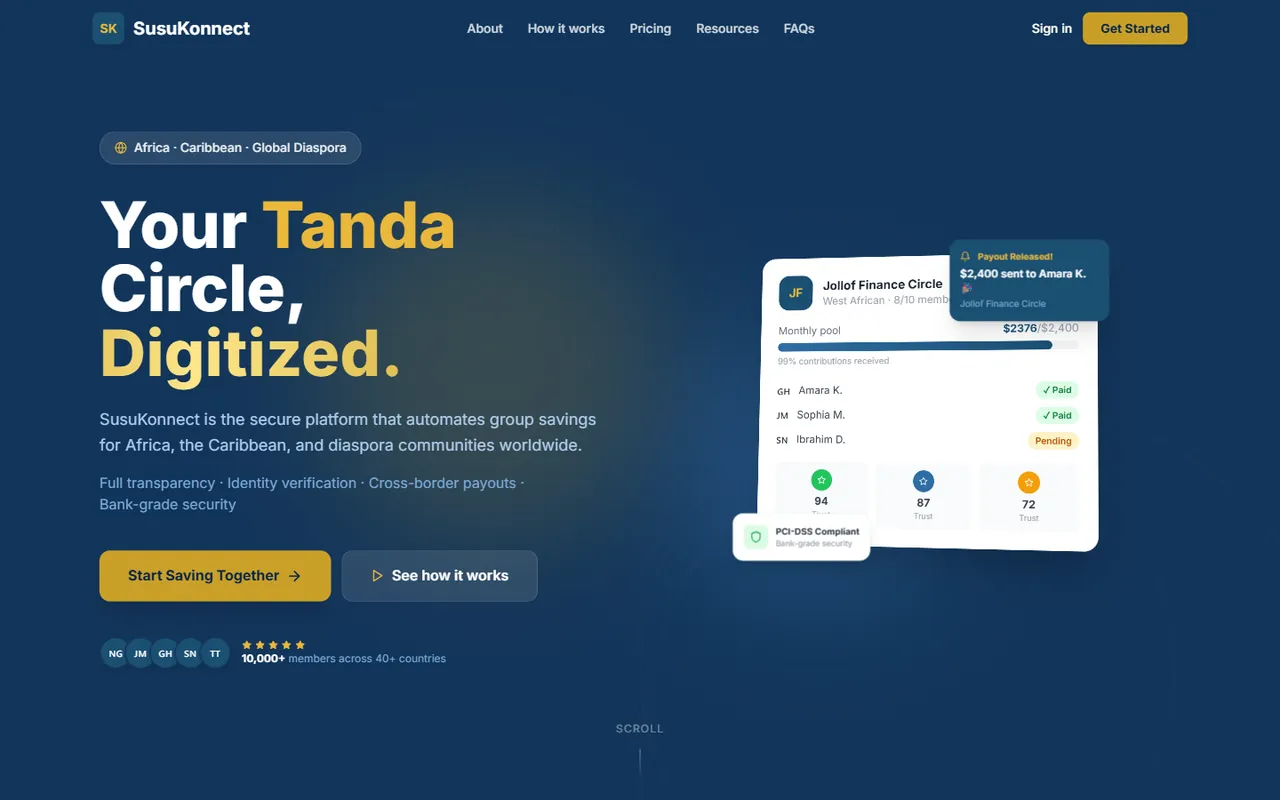 SK SusuKonnect About How it works Pricing Resources FAQs Sign in Get Started
Africa · Caribbean · Global Diaspora
Your Tanda
Circle,
Digitized.
SusuKonnect is the secure platform that automates group savings
for Africa, the Caribbean, and diaspora communities worldwide.
Full transparency · Identity verification · Cross-border payouts ·
Bank-grade security
Start Saving Together → See how it works
NG JM GH SN TT
10,000+ members across 40+ countries
Payout Released!
$2,400 sent to Amara K.
🎉
Jollof Finance Circle
JF Jollof Finance Circle
West African · 8/10 memb
Monthly pool $2376/$2,400
99% contributions received
GH Amara K. ✓ Paid
JM Sophia M. ✓ Paid
SN Ibrahim D. Pending
94 87 72
Trust Trust Trust
PCI-DSS Compliant
Bank-grade security
SCROLL